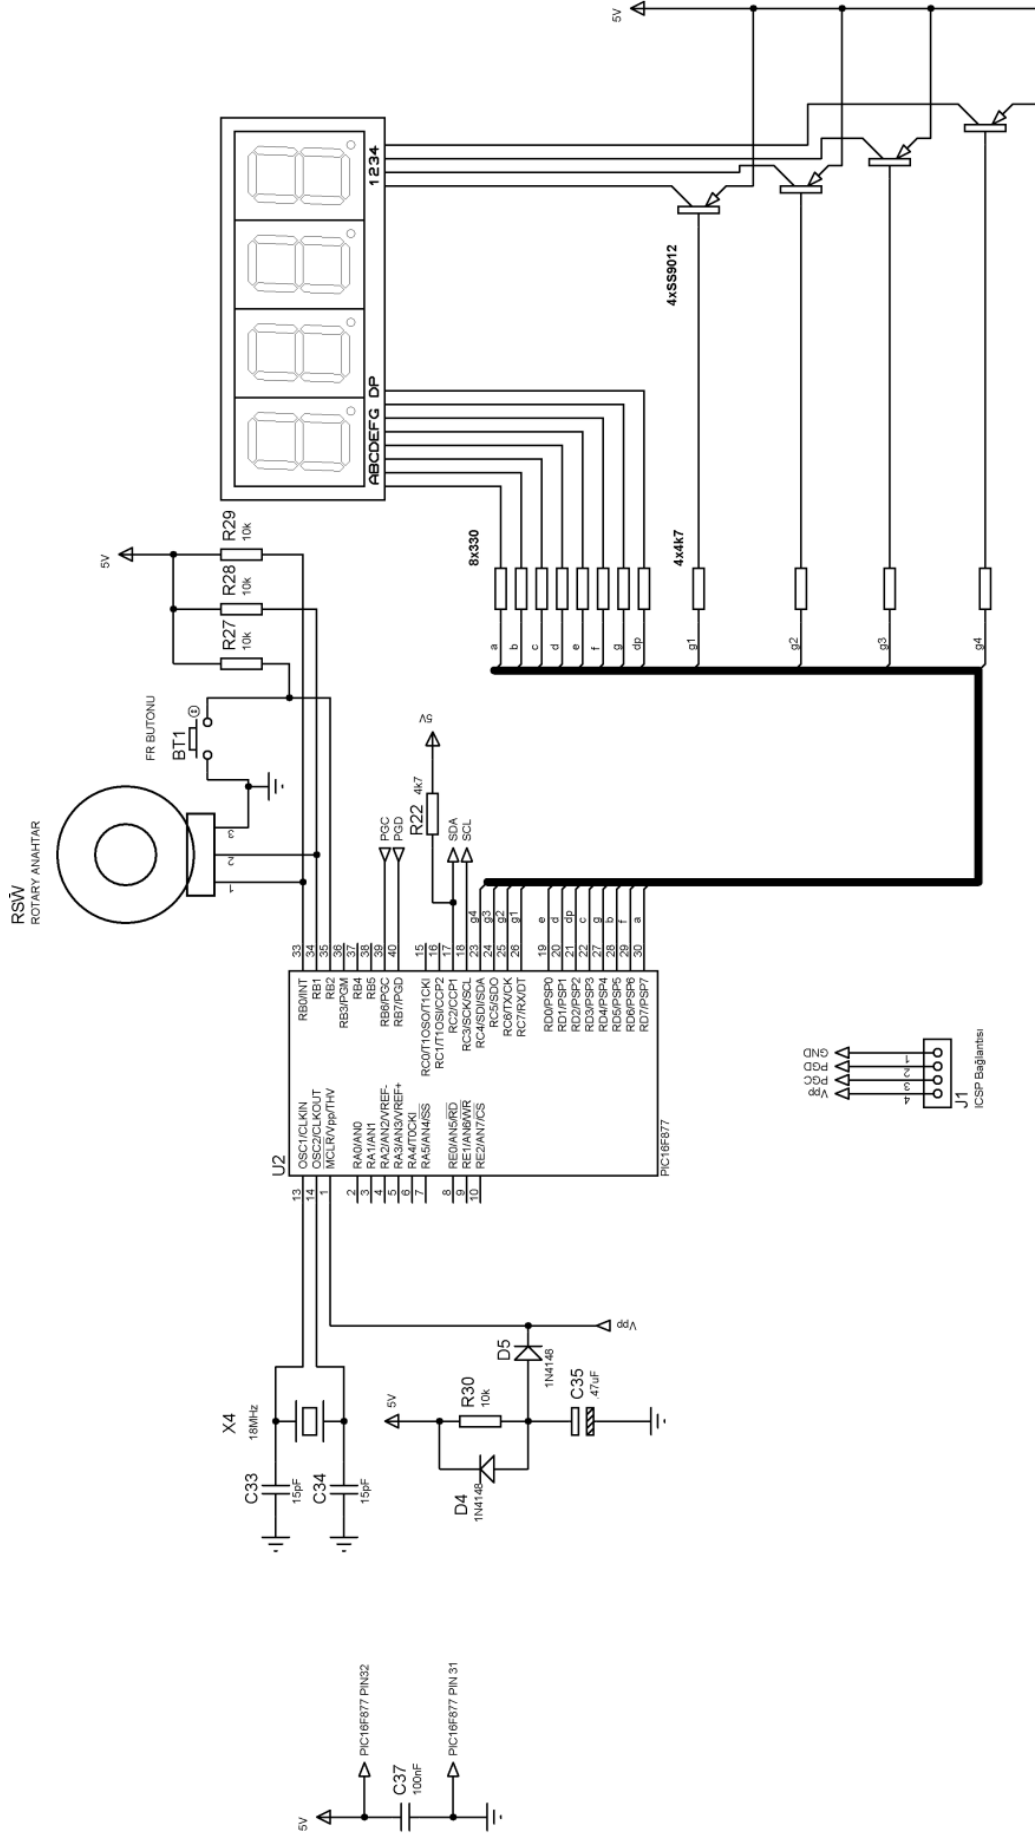 RSW
ROTARY ANAHTAR
1
2
3
FR BUTONU
BT1
5V
R27
10k
R28
10k
R29
10k
ABCDEFG DP
1234
5V
4xSS9012
8x330
4x4k7
a
b
c
d
e
f
g
dp
g1
g2
g3
g4
R22
4k7
5V
PGC
PGD
SDA
SCL
U2
PIC16F877
13 OSC1/CLKIN
14 OSC2/CLKOUT
1 MCLR/Vpp/THV
2 RA0/AN0
3 RA1/AN1
4 RA2/AN2/VREF-
5 RA3/AN3/VREF+
6 RA4/T0CKI
7 RA5/AN4/SS
8 RE0/AN5/RD
9 RE1/AN6/WR
10 RE2/AN7/CS
RB0/INT 33
RB1 34
RB2 35
RB3/PGM 36
RB4 37
RB5 38
RB6/PGC 39
RB7/PGD 40
RC0/T1OSO/T1CKI 15
RC1/T1OSI/CCP2 16
RC2/CCP1 17
RC3/SCK/SCL 18
RC4/SDI/SDA 23 g4
RC5/SDO 24 g3
RC6/TX/CK 25 g2
RC7/RX/DT 26 g1
RD0/PSP0 19 e
RD1/PSP1 20 d
RD2/PSP2 21 dp
RD3/PSP3 22 c
RD4/PSP4 27 g
RD5/PSP5 28 b
RD6/PSP6 29 f
RD7/PSP7 30 a
X4
18MHz
C33
15pF
C34
15pF
5V
R30
10k
D4
1N4148
D5
1N4148
C35
.47uF
Vpp
GND
PGD
PGC
Vpp
1
2
3
4
J1
ICSP Bağlantısı
5V
C37
100nF
PIC16F877 PIN32
PIC16F877 PIN 31